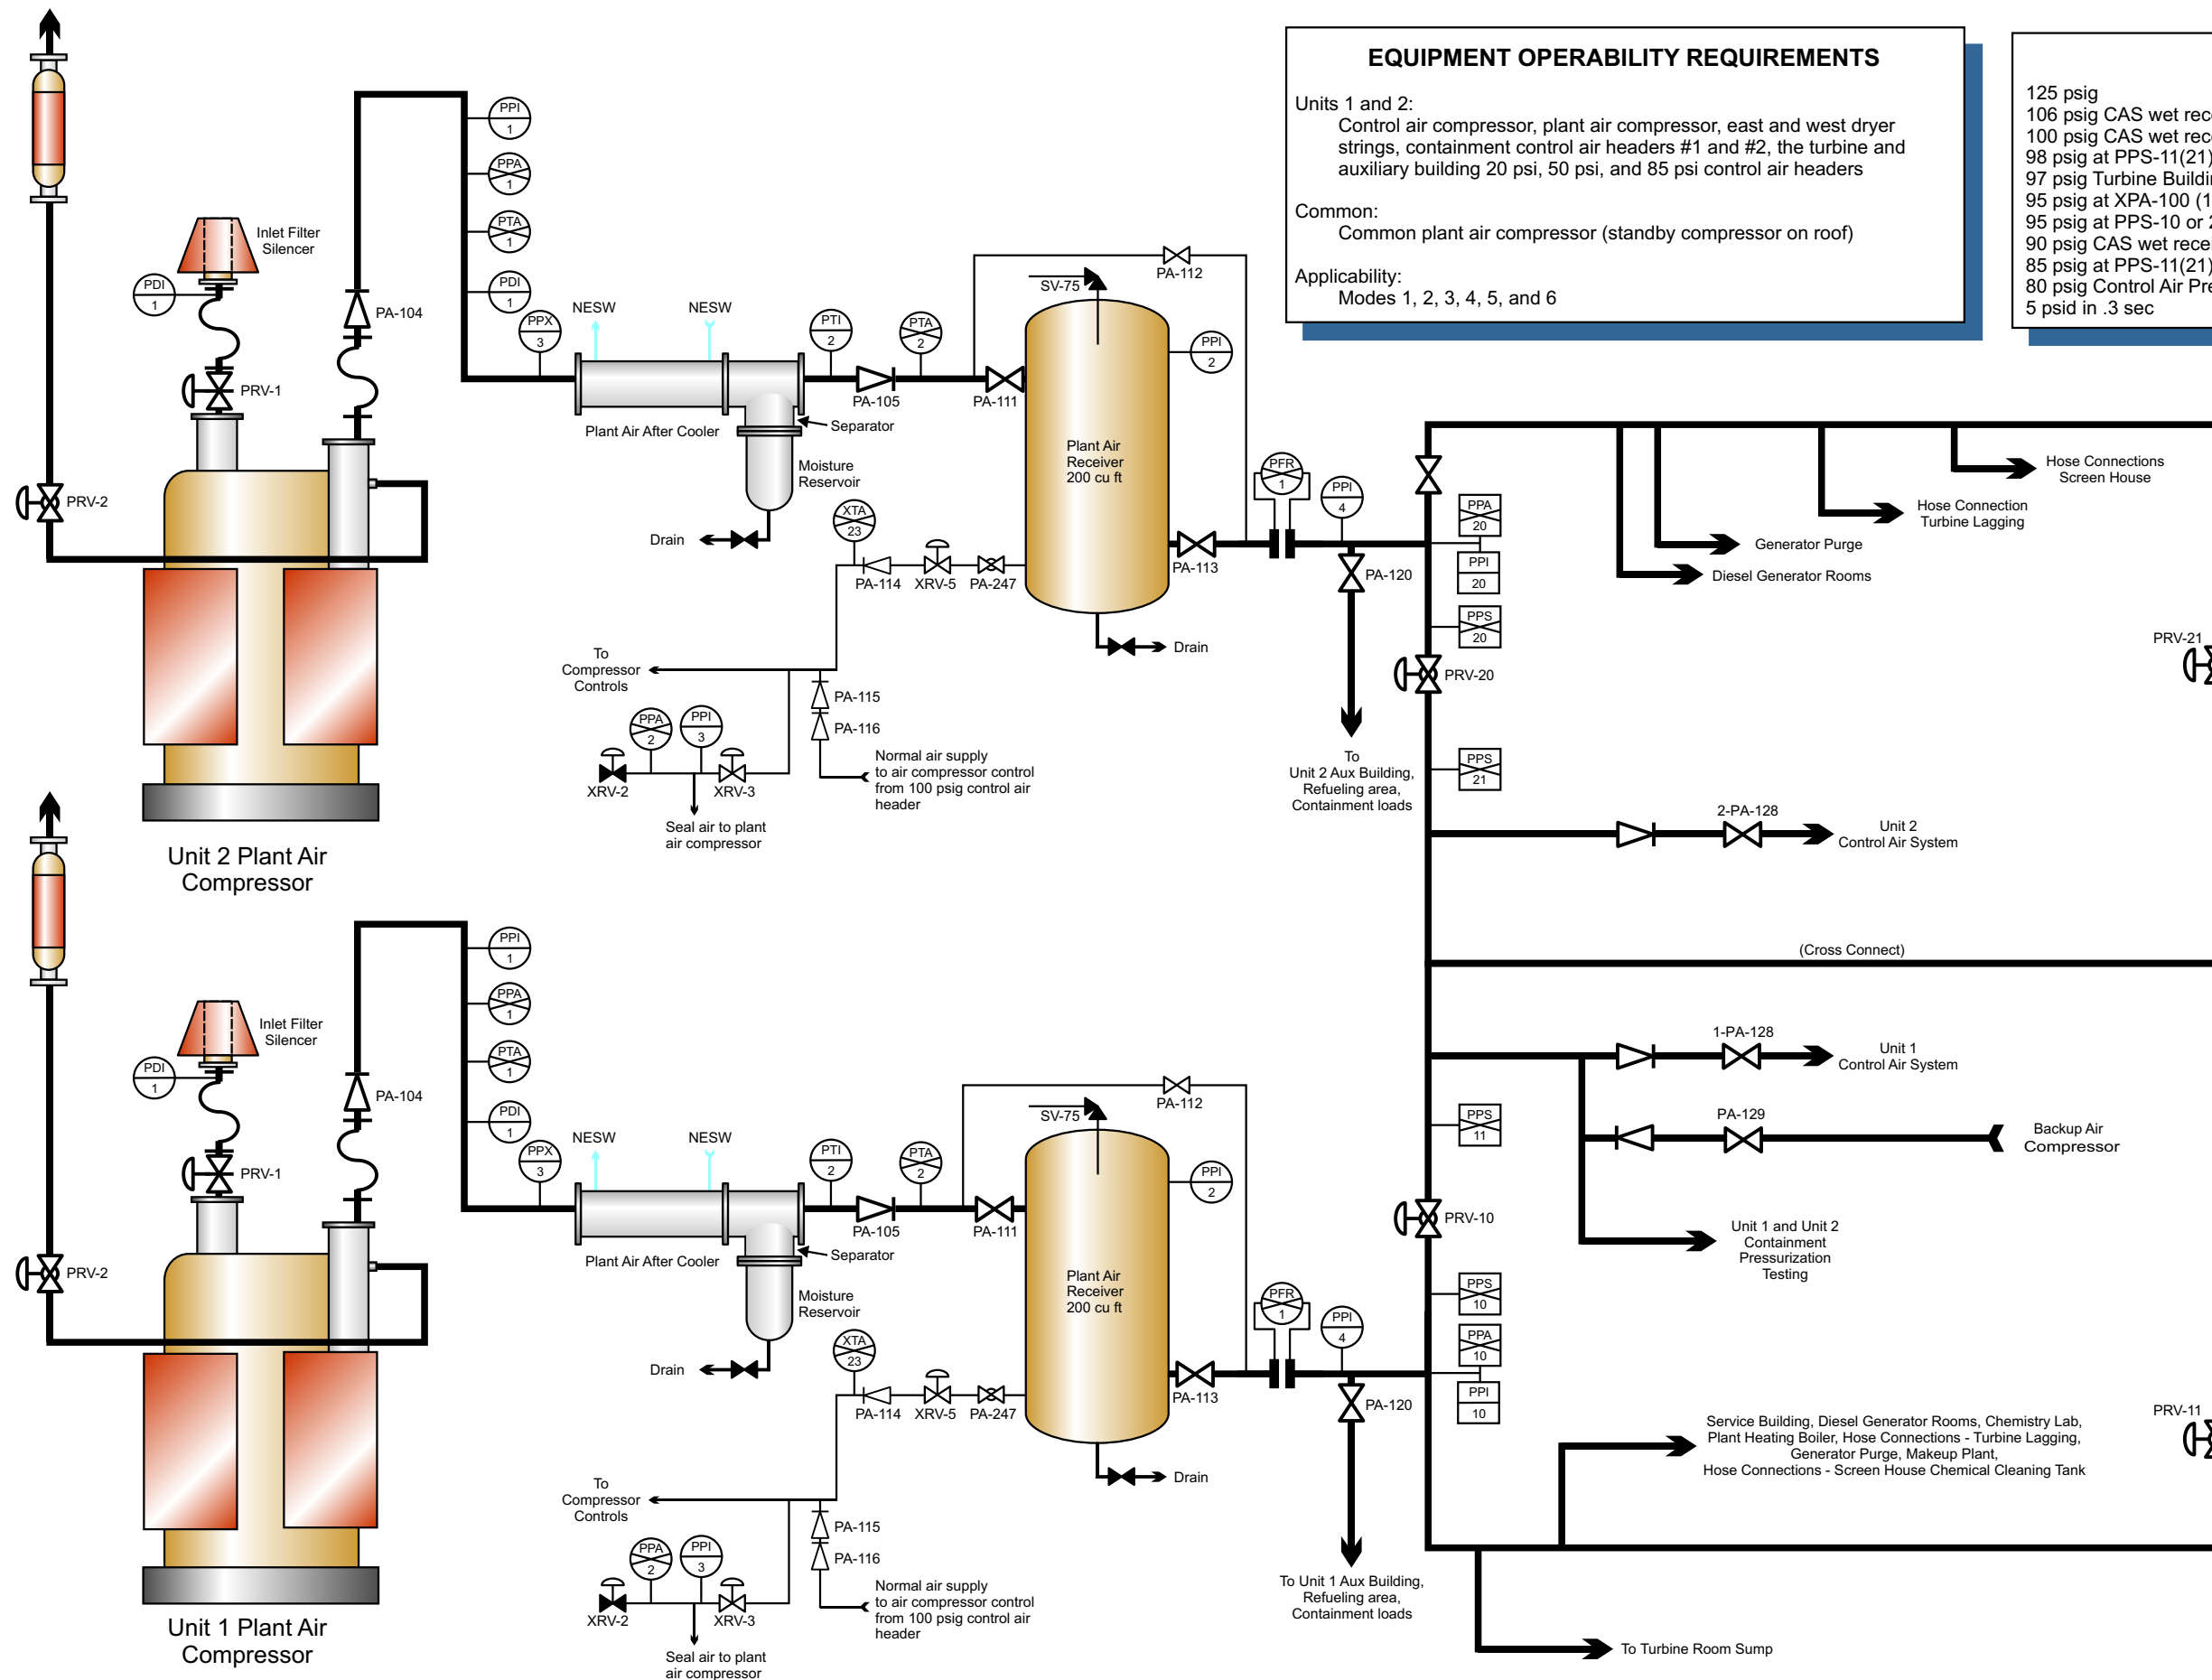 EQUIPMENT OPERABILITY REQUIREMENTS
Units 1 and 2:
Control air compressor, plant air compressor, east and west dryer
strings, containment control air headers #1 and #2, the turbine and
auxiliary building 20 psi, 50 psi, and 85 psi control air headers
Common:
Common plant air compressor (standby compressor on roof)
Applicability:
Modes 1, 2, 3, 4, 5, and 6
125 psig
106 psig CAS wet rec
100 psig CAS wet rec
98 psig at PPS-11(21)
97 psig Turbine Buildi
95 psig at XPA-100 (1
95 psig at PPS-10 or
90 psig CAS wet rece
85 psig at PPS-11(21)
80 psig Control Air Pre
5 psid in .3 sec
PPI
1
PPA
1
PTA
1
PDI
1
Inlet Filter
Silencer
PDI
1
PA-104
PRV-1
PRV-2
PPX
3
NESW
NESW
PTI
2
PTA
2
PA-105
PA-111
PA-112
SV-75
PPI
2
Plant Air After Cooler
Separator
Moisture
Reservoir
Drain
Plant Air
Receiver
200 cu ft
XTA
23
PA-114
XRV-5
PA-247
PA-113
PFR
1
PPI
4
PA-120
Drain
To
Compressor
Controls
PA-115
PA-116
PPA
2
PPI
3
XRV-2
XRV-3
Normal air supply
to air compressor control
from 100 psig control air
header
Seal air to plant
air compressor
To
Unit 2 Aux Building,
Refueling area,
Containment loads
Unit 2 Plant Air
Compressor
Hose Connections
Screen House
Hose Connection
Turbine Lagging
Generator Purge
Diesel Generator Rooms
PPA
20
PPI
20
PPS
20
PRV-20
PRV-21
PPS
21
2-PA-128
Unit 2
Control Air System
(Cross Connect)
1-PA-128
Unit 1
Control Air System
PPS
11
PA-129
Backup Air
Compressor
PRV-10
Unit 1 and Unit 2
Containment
Pressurization
Testing
PPS
10
PPA
10
PPI
10
PRV-11
Service Building, Diesel Generator Rooms, Chemistry Lab,
Plant Heating Boiler, Hose Connections - Turbine Lagging,
Generator Purge, Makeup Plant,
Hose Connections - Screen House Chemical Cleaning Tank
To Turbine Room Sump
PPI
1
PPA
1
PTA
1
PDI
1
Inlet Filter
Silencer
PDI
1
PA-104
PRV-1
PRV-2
PPX
3
NESW
NESW
PTI
2
PTA
2
PA-105
PA-111
PA-112
SV-75
PPI
2
Plant Air After Cooler
Separator
Moisture
Reservoir
Drain
Plant Air
Receiver
200 cu ft
XTA
23
PA-114
XRV-5
PA-247
PA-113
PFR
1
PPI
4
PA-120
Drain
To
Compressor
Controls
PA-115
PA-116
PPA
2
PPI
3
XRV-2
XRV-3
Normal air supply
to air compressor control
from 100 psig control air
header
Seal air to plant
air compressor
To Unit 1 Aux Building,
Refueling area,
Containment loads
Unit 1 Plant Air
Compressor